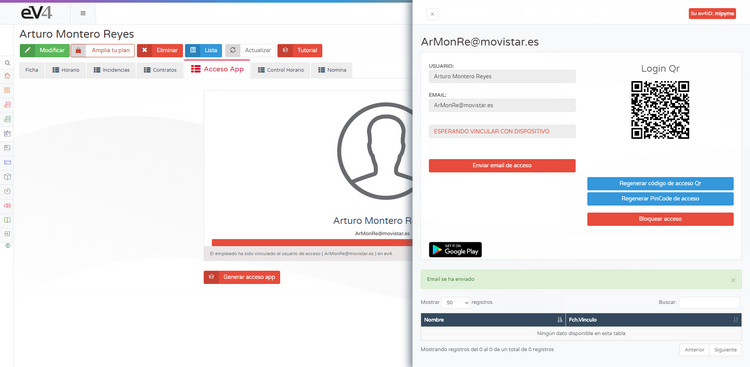 eV4
Arturo Montero Reyes
Modificar
Amplia tu plan
Eliminar
Lista
Actualizar
Tutorial
Ficha
Horario
Incidencias
Contratos
Acceso App
Control Horario
Nomina
Arturo Montero R
ArMonRe@movistar.es
El empleado ha sido vinculado al usuario de acceso ( ArMonRe@movistar.es ) en ev4.
Generar acceso app
×
Su ev4ID: mipyme
ArMonRe@movistar.es
USUARIO:
Arturo Montero Reyes
EMAIL:
ArMonRe@movistar.es
ESPERANDO VINCULAR CON DISPOSITIVO
Enviar email de acceso
Login Qr
Regenerar código de acceso Qr
Regenerar PinCode de acceso
Bloquear acceso
GET IT ON
Google Play
Email se ha enviado
×
Mostrar 50 registros
Buscar:
Nombre
Fch.Vinculo
Ningún dato disponible en esta tabla
Mostrando registros del 0 al 0 de un total de 0 registros
Anterior
Siguiente